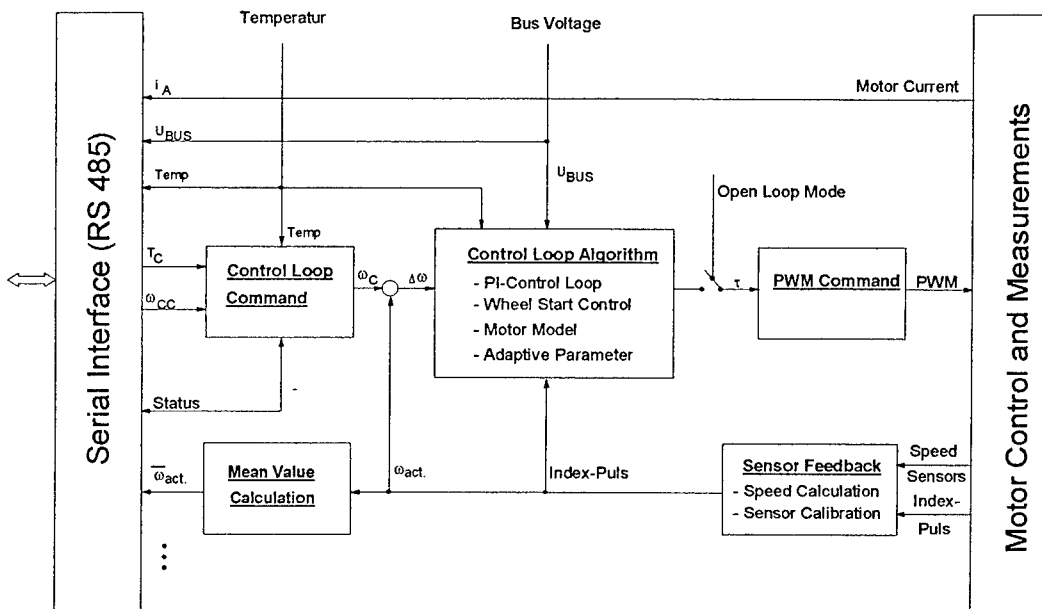 Temperatur
Bus Voltage
Serial Interface (RS 485)
Motor Control and Measurements
i_A
Motor Current
U_BUS
Temp
U_BUS
Open Loop Mode
Temp
T_C
Control Loop
Command
ω_C
Δω
Control Loop Algorithm
- PI-Control Loop
- Wheel Start Control
- Motor Model
- Adaptive Parameter
τ
PWM Command
PWM
ω_CC
-
Status
ω̅_act.
Mean Value
Calculation
ω_act.
Index-Puls
Sensor Feedback
- Speed Calculation
- Sensor Calibration
Speed
Sensors
Index-
Puls